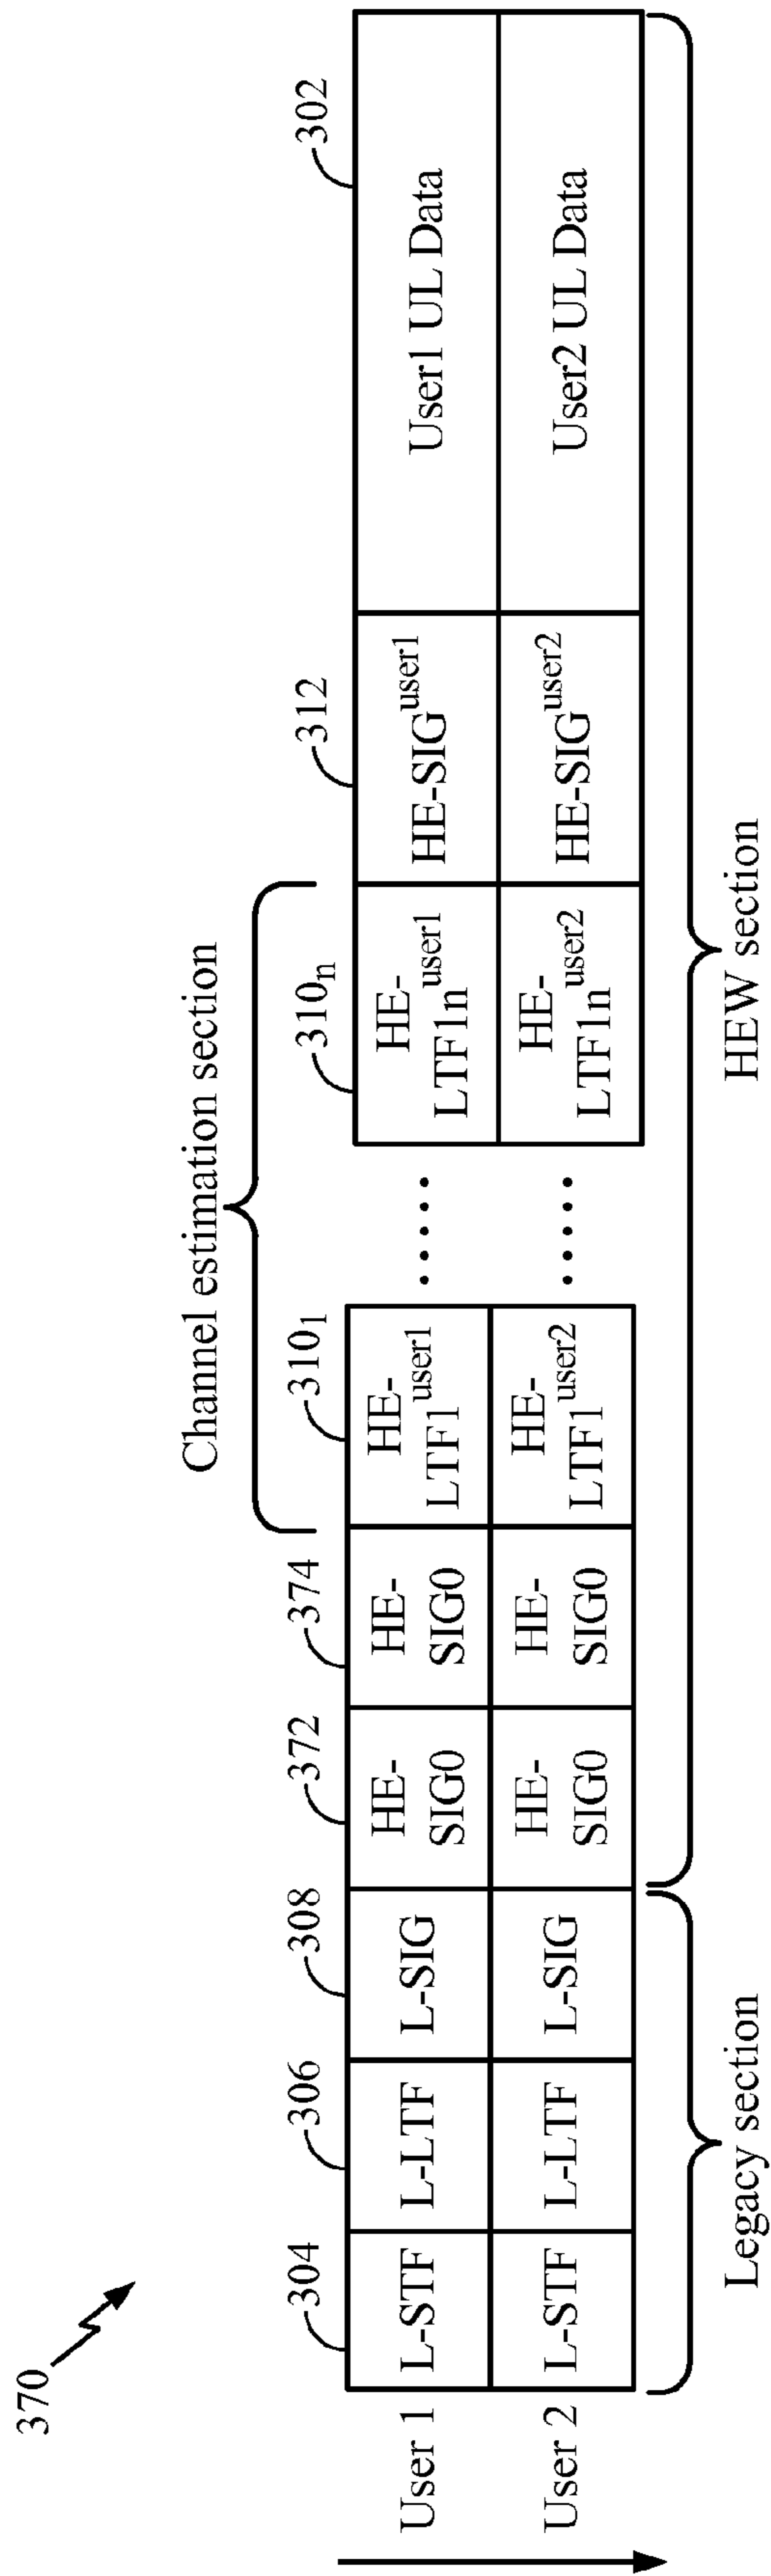 370
Channel estimation section
304
306
308
372
374
310₁
310ₙ
312
302
User 1
L-STF
L-LTF
L-SIG
HE-
SIG0
HE-
SIG0
HE-
LTF1ᵘˢᵉʳ¹
.....
HE-
LTF1nᵘˢᵉʳ¹
HE-SIGᵘˢᵉʳ¹
User1 UL Data
User 2
L-STF
L-LTF
L-SIG
HE-
SIG0
HE-
SIG0
HE-
LTF1ᵘˢᵉʳ²
.....
HE-
LTF1nᵘˢᵉʳ²
HE-SIGᵘˢᵉʳ²
User2 UL Data
Legacy section
HEW section